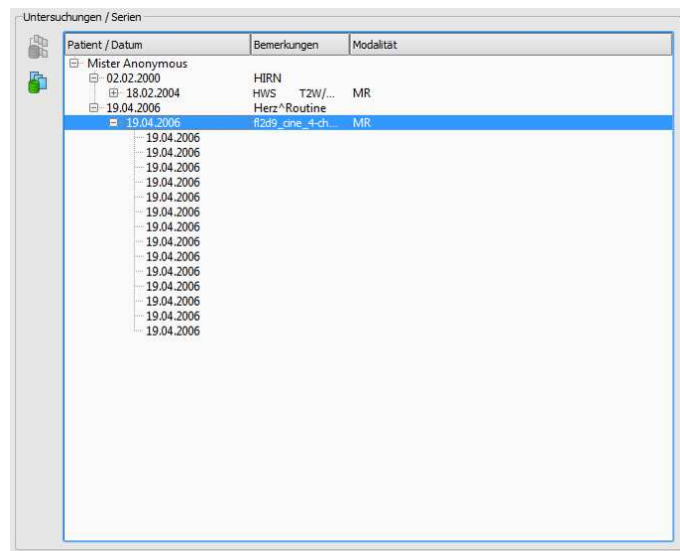 Untersuchungen / Serien
Patient / Datum Bemerkungen Modalität
Mister Anonymous
02.02.2000 HIRN
18.02.2004 HWS T2W/... MR
19.04.2006 Herz^Routine
19.04.2006 fl2d9_cine_4-ch... MR
19.04.2006
19.04.2006
19.04.2006
19.04.2006
19.04.2006
19.04.2006
19.04.2006
19.04.2006
19.04.2006
19.04.2006
19.04.2006
19.04.2006
19.04.2006
19.04.2006